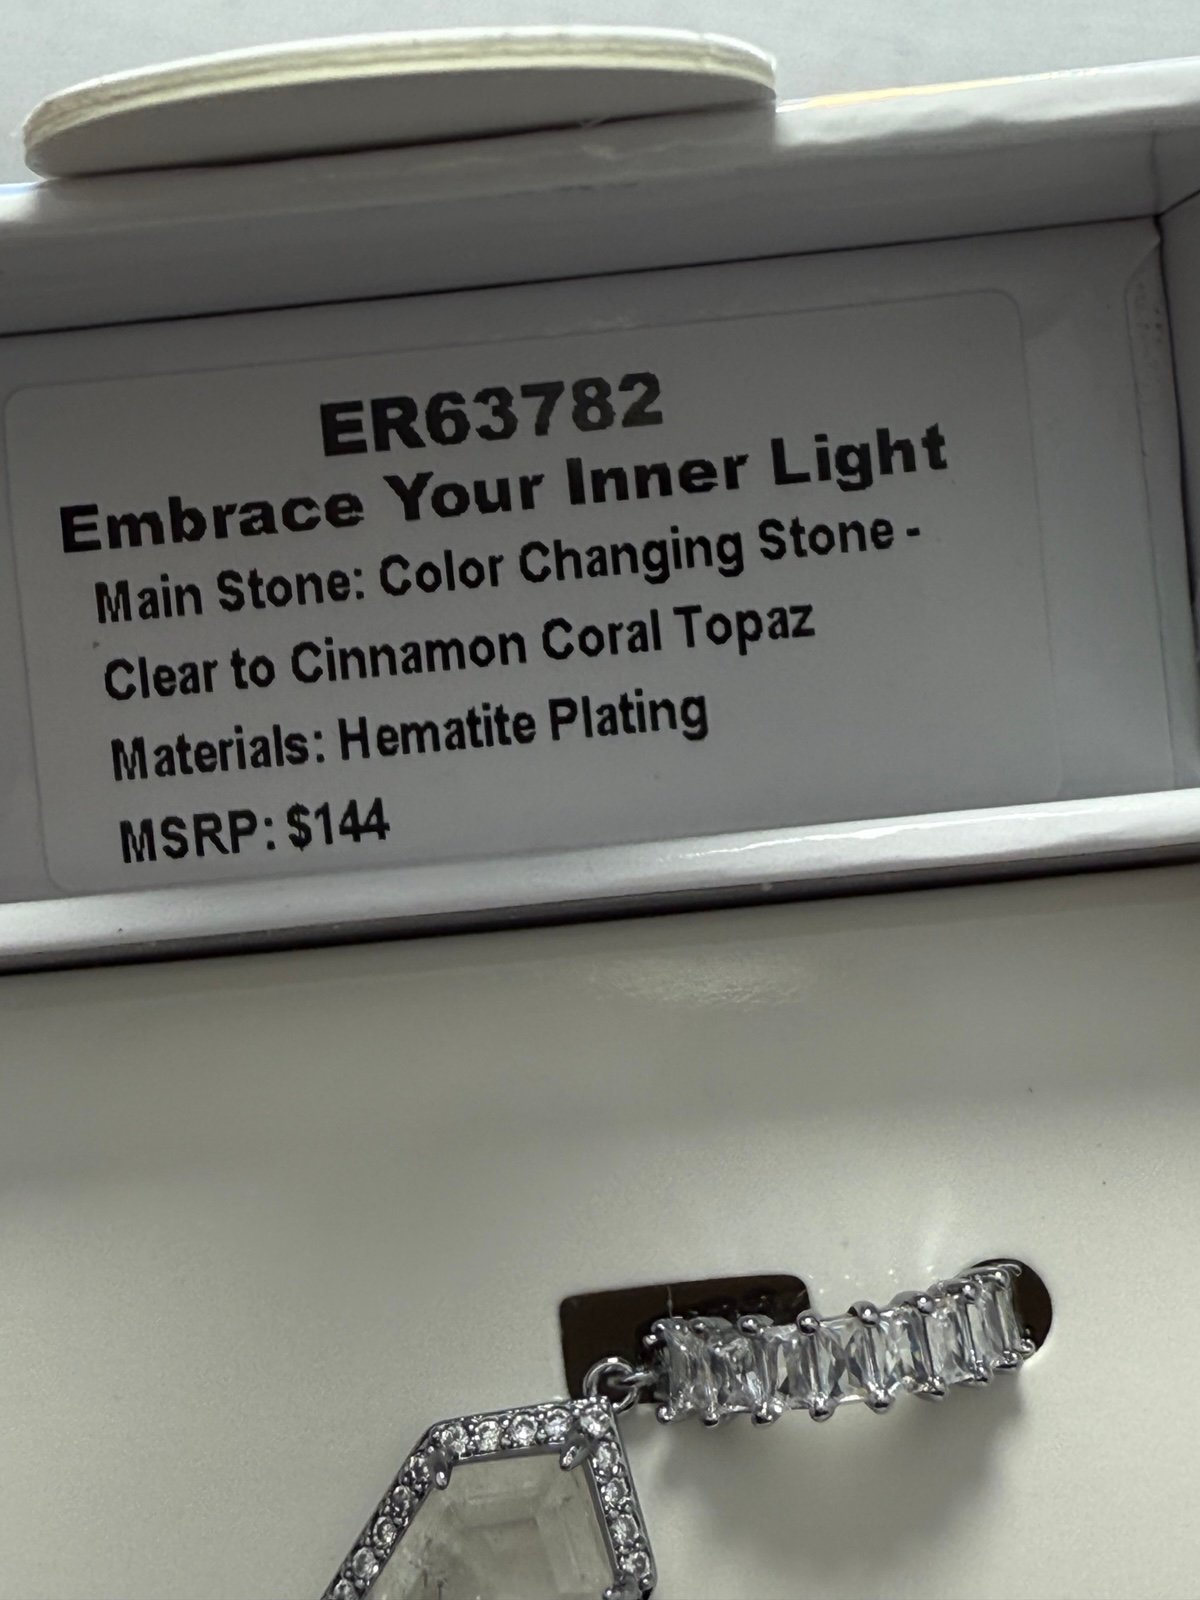 ER63782
Embrace Your Inner Light
Main Stone: Color Changing Stone -
Clear to Cinnamon Coral Topaz
Materials: Hematite Plating
MSRP: $144